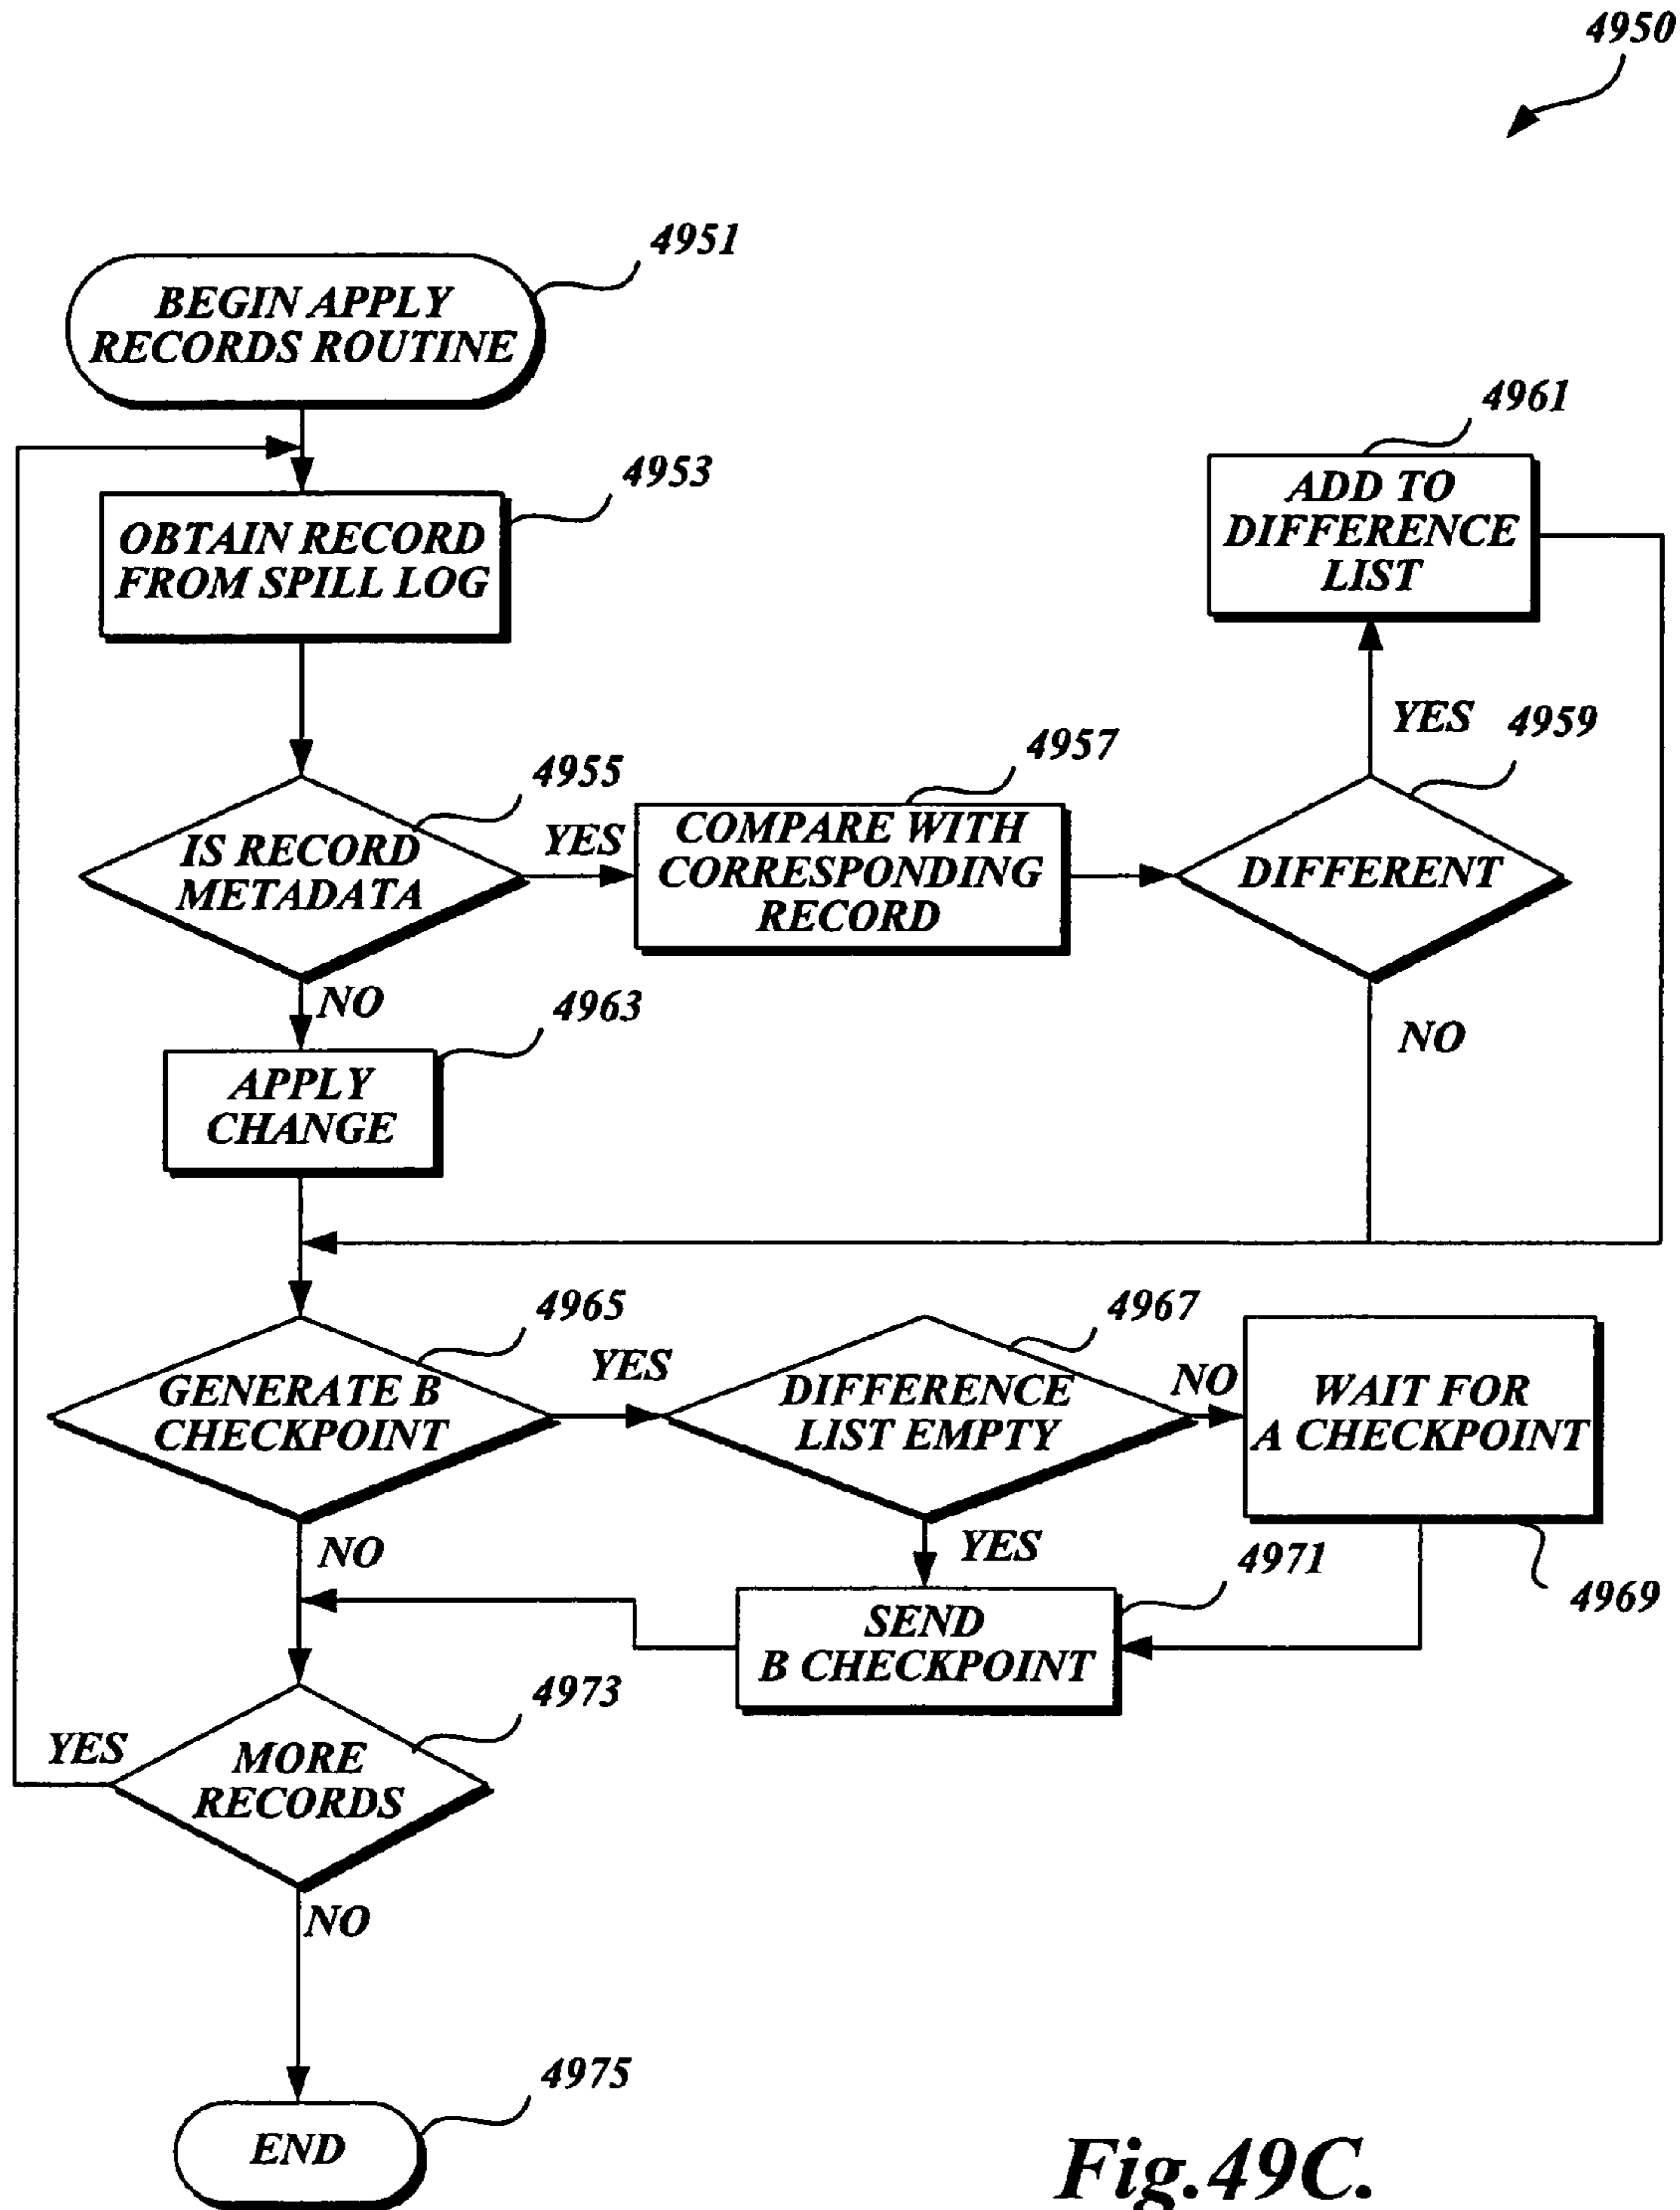 4950
4951
BEGIN APPLY
RECORDS ROUTINE
4953
OBTAIN RECORD
FROM SPILL LOG
4961
ADD TO
DIFFERENCE
LIST
YES
4959
4955
IS RECORD
METADATA
YES
4957
COMPARE WITH
CORRESPONDING
RECORD
DIFFERENT
NO
NO
4963
APPLY
CHANGE
4965
GENERATE B
CHECKPOINT
YES
4967
DIFFERENCE
LIST EMPTY
NO
WAIT FOR
A CHECKPOINT
4969
NO
YES
4971
SEND
B CHECKPOINT
4973
YES
MORE
RECORDS
NO
4975
END
Fig.49C.